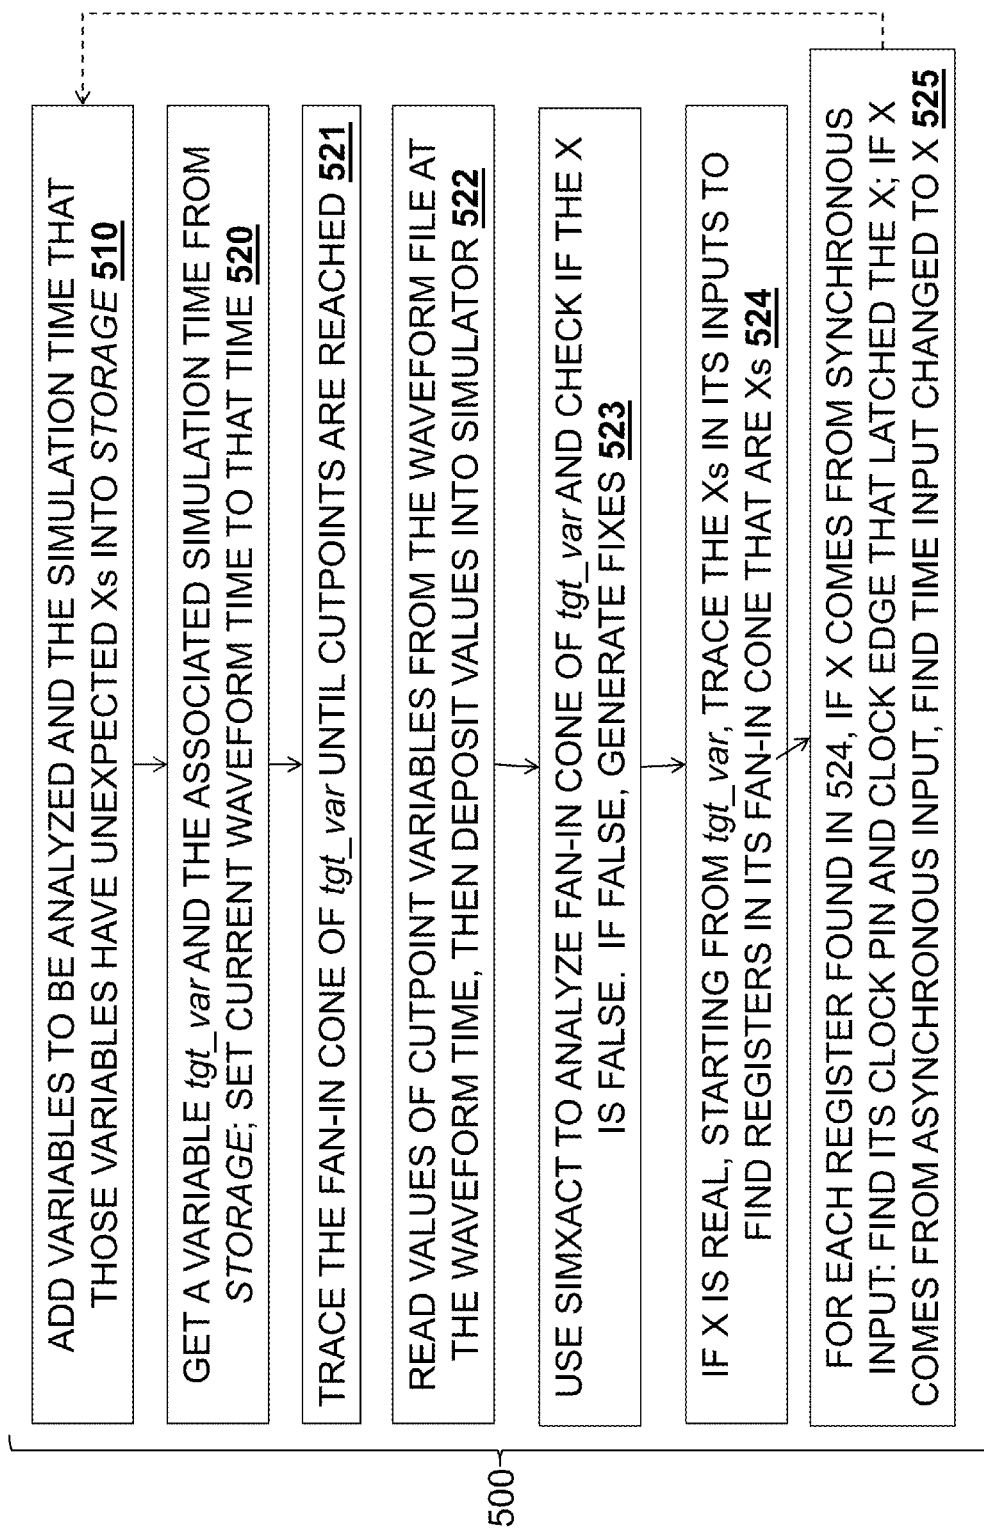 ADD VARIABLES TO BE ANALYZED AND THE SIMULATION TIME THAT
THOSE VARIABLES HAVE UNEXPECTED Xs INTO STORAGE 510
GET A VARIABLE tgt_var AND THE ASSOCIATED SIMULATION TIME FROM
STORAGE; SET CURRENT WAVEFORM TIME TO THAT TIME 520
TRACE THE FAN-IN CONE OF tgt_var UNTIL CUTPOINTS ARE REACHED 521
READ VALUES OF CUTPOINT VARIABLES FROM THE WAVEFORM FILE AT
THE WAVEFORM TIME, THEN DEPOSIT VALUES INTO SIMULATOR 522
USE SIMXACT TO ANALYZE FAN-IN CONE OF tgt_var AND CHECK IF THE X
IS FALSE. IF FALSE, GENERATE FIXES 523
IF X IS REAL, STARTING FROM tgt_var, TRACE THE Xs IN ITS INPUTS TO
FIND REGISTERS IN ITS FAN-IN CONE THAT ARE Xs 524
FOR EACH REGISTER FOUND IN 524, IF X COMES FROM SYNCHRONOUS
INPUT: FIND ITS CLOCK PIN AND CLOCK EDGE THAT LATCHED THE X; IF X
COMES FROM ASYNCHRONOUS INPUT, FIND TIME INPUT CHANGED TO X 525
500